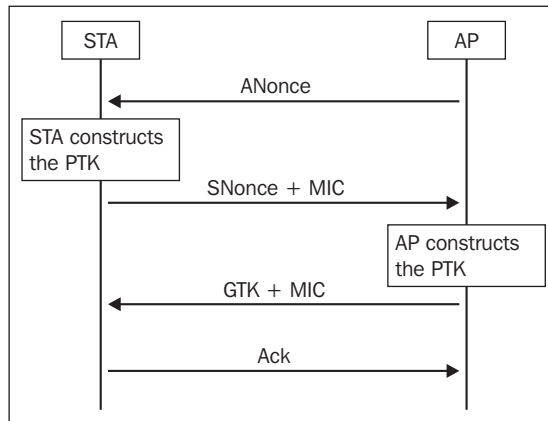 STA
AP
ANonce
STA constructs
the PTK
SNonce + MIC
AP constructs
the PTK
GTK + MIC
Ack